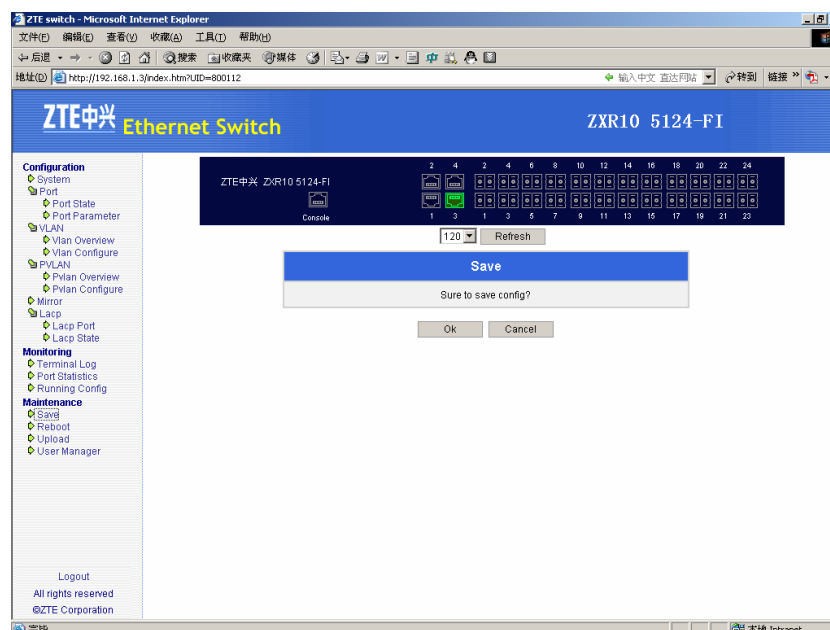 ZTE switch - Microsoft Internet Explorer
文件(F) 编辑(E) 查看(V) 收藏(A) 工具(T) 帮助(H)
后退 搜索 收藏夹 媒体
地址(D) http://192.168.1.3/index.htm?UID=800112 输入中文 直达网站 转到 链接 »
ZTE中兴 Ethernet Switch
ZXR10 5124-FI
Configuration
System
Port
Port State
Port Parameter
VLAN
Vlan Overview
Vlan Configure
PVLAN
Pvlan Overview
Pvlan Configure
Mirror
Lacp
Lacp Port
Lacp State
Monitoring
Terminal Log
Port Statistics
Running Config
Maintenance
Save
Reboot
Upload
User Manager
Logout
All rights reserved
©ZTE Corporation
2 4 2 4 6 8 10 12 14 16 18 20 22 24
ZTE中兴 ZXR10 5124-FI
Console 1 3 1 3 5 7 9 11 13 15 17 19 21 23
120 Refresh
Save
Sure to save config?
Ok Cancel
完毕 本地 Intranet